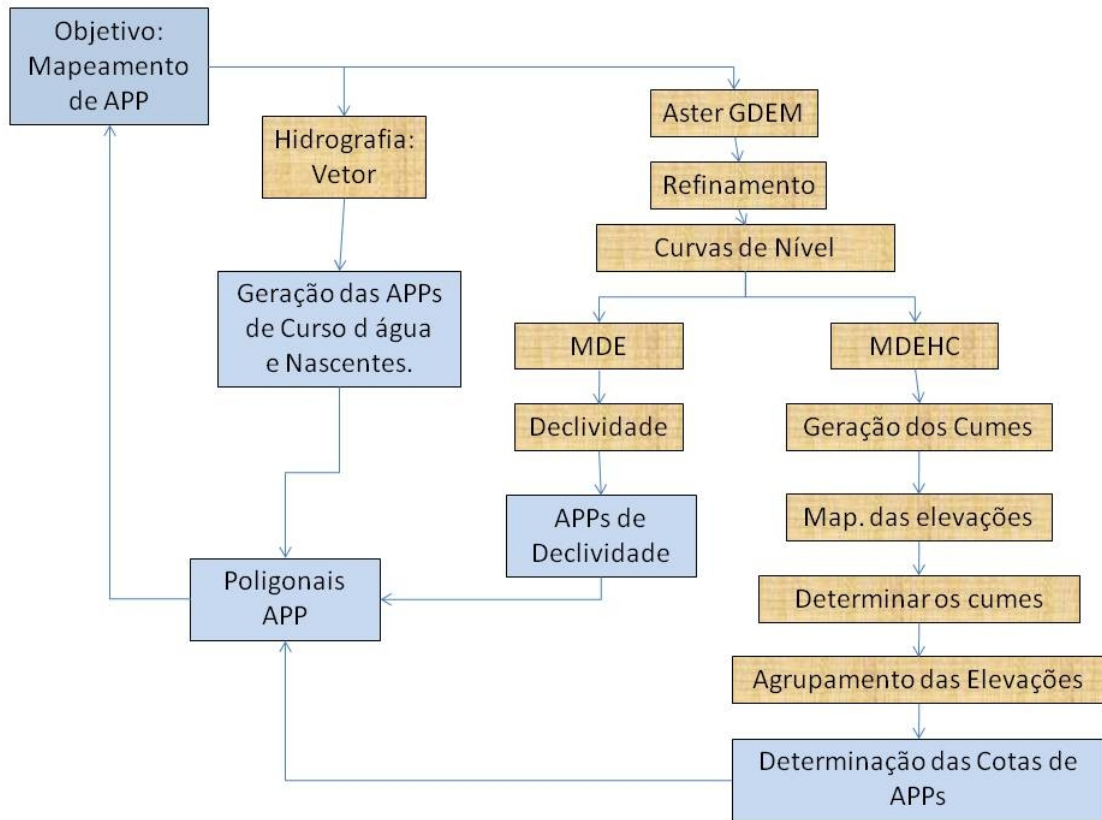 Objetivo:
Mapeamento
de APP
Hidrografia:
Vetor
Geração das APPs
de Curso d água
e Nascentes.
Aster GDEM
Refinamento
Curvas de Nível
MDE
Declividade
APPs de
Declividade
MDEHC
Geração dos Cumes
Map. das elevações
Determinar os cumes
Agrupamento das Elevações
Determinação das Cotas de
APPs
Poligonais
APP